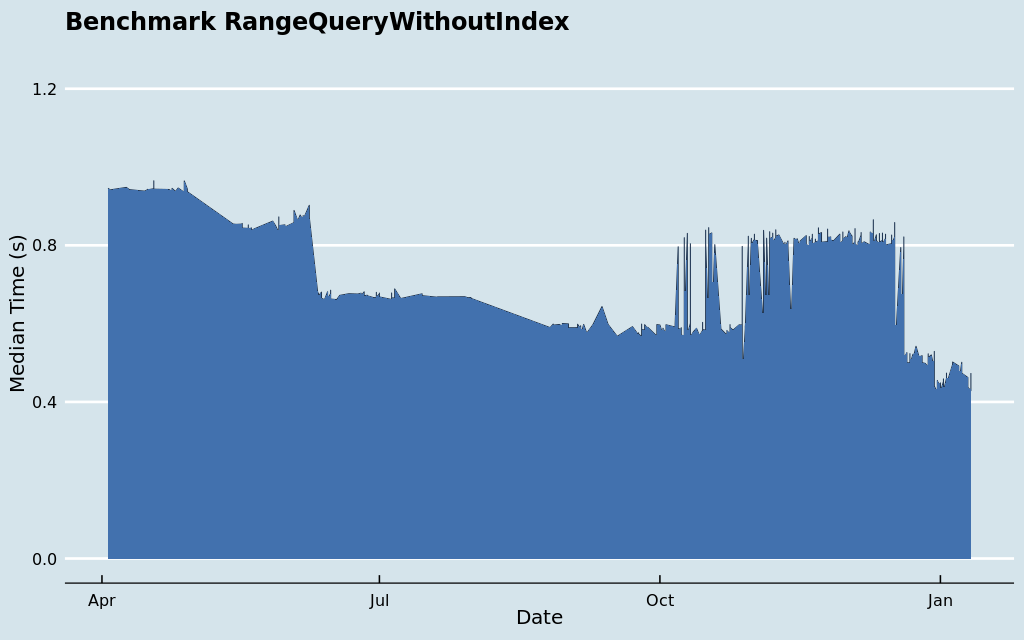 Benchmark RangeQueryWithoutIndex
1.2
0.8
0.4
0.0
Median Time (s)
Apr
Jul
Oct
Jan
Date